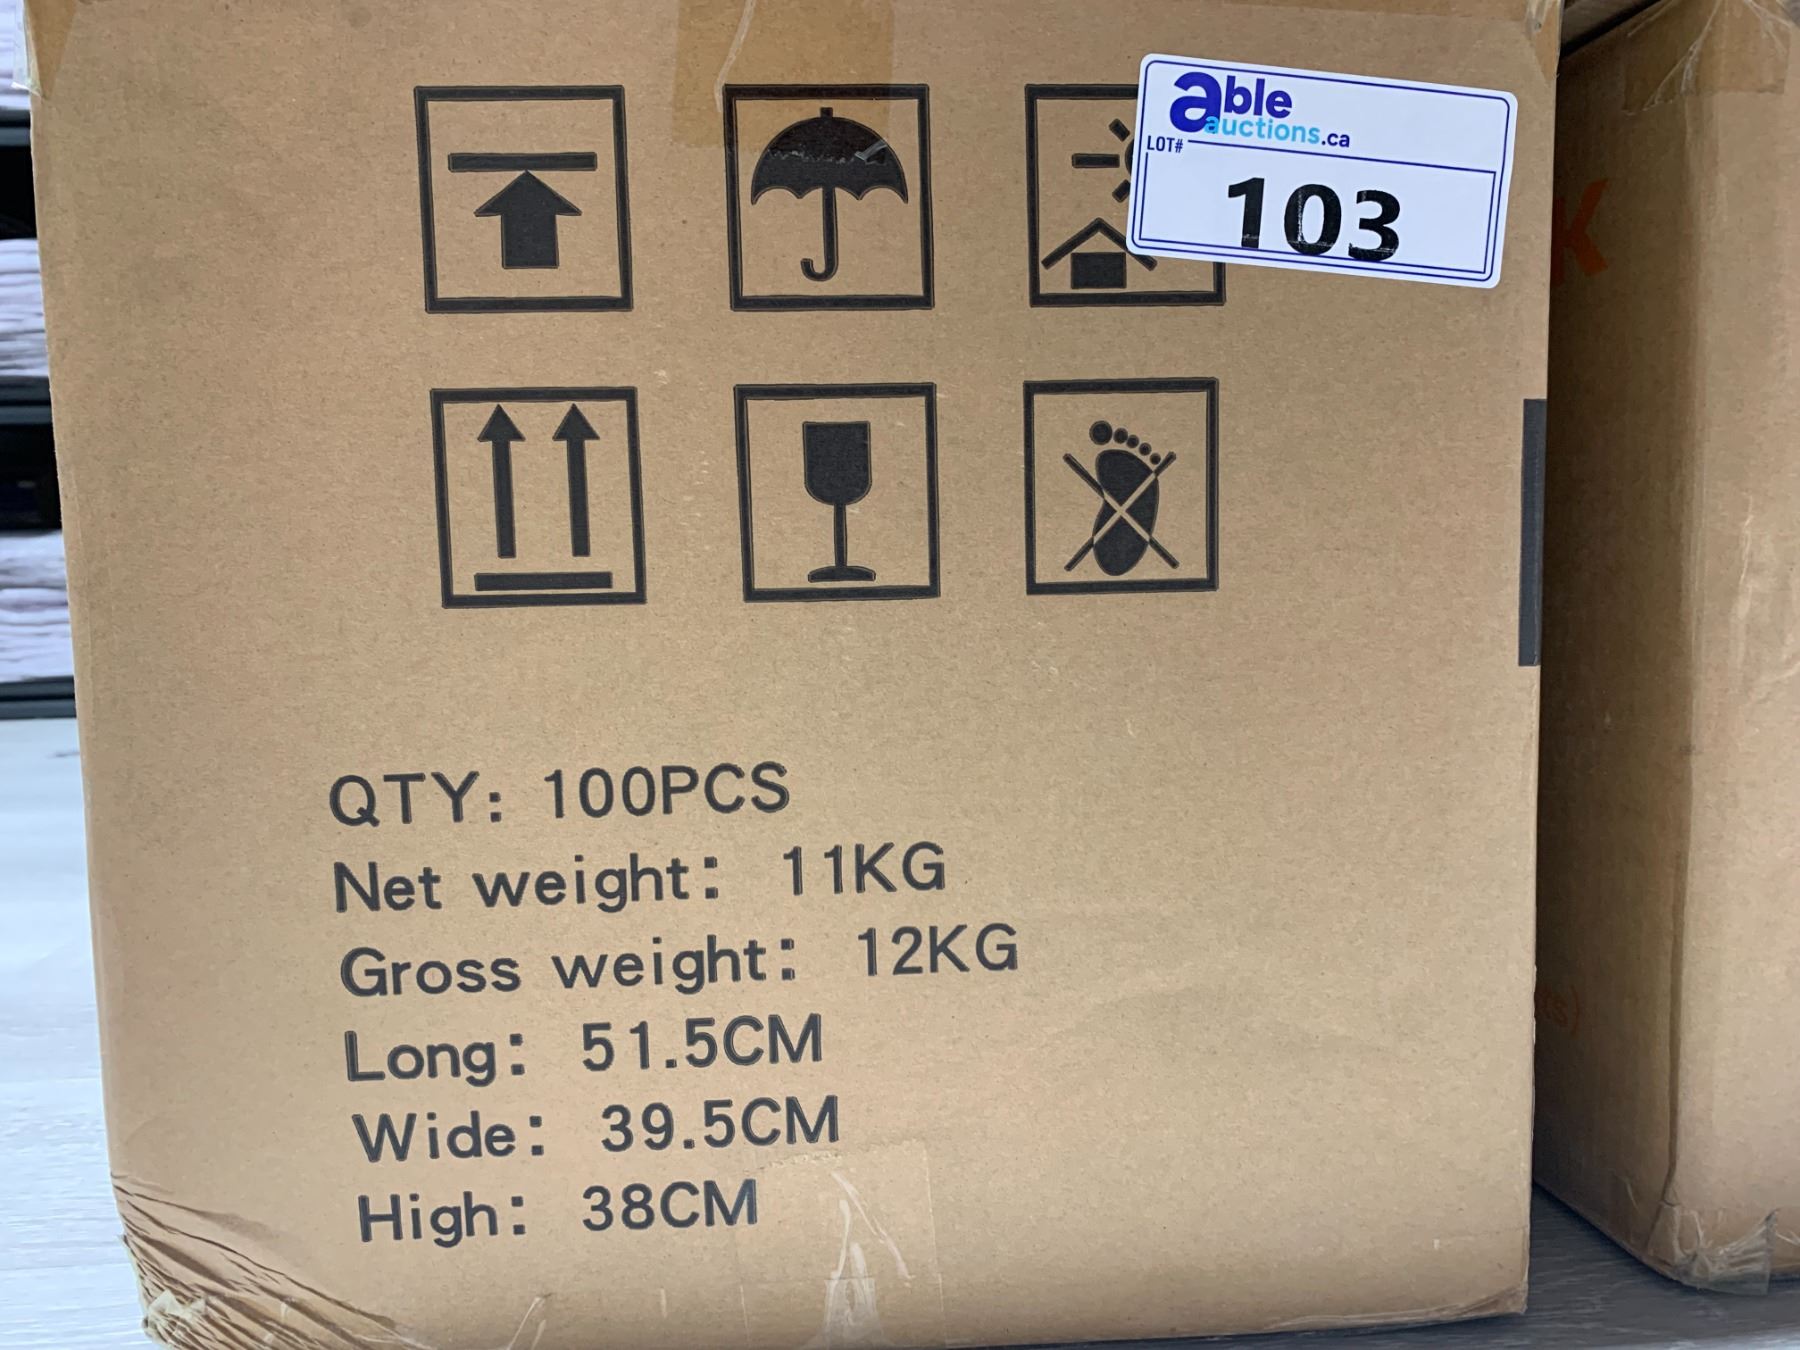 able
auctions.ca
LOT#
103
K
QTY: 100PCS
Net weight: 11KG
Gross weight: 12KG
Long: 51.5CM
Wide: 39.5CM
High: 38CM